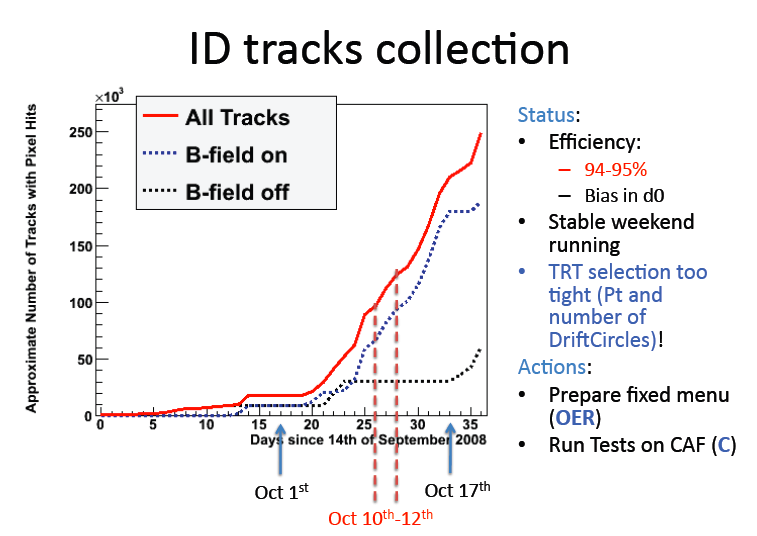 ID tracks collection
×10³
Approximate Number of Tracks with Pixel Hits
250
200
150
100
50
0
All Tracks
B-field on
B-field off
0 5 10 15 20 25 30 35
Days since 14th of September 2008
Oct 1st
Oct 17th
Oct 10th-12th
Status:
• Efficiency:
– 94-95%
– Bias in d0
• Stable weekend
running
• TRT selection too
tight (Pt and
number of
DriftCircles)!
Actions:
• Prepare fixed menu
(OER)
• Run Tests on CAF (C)